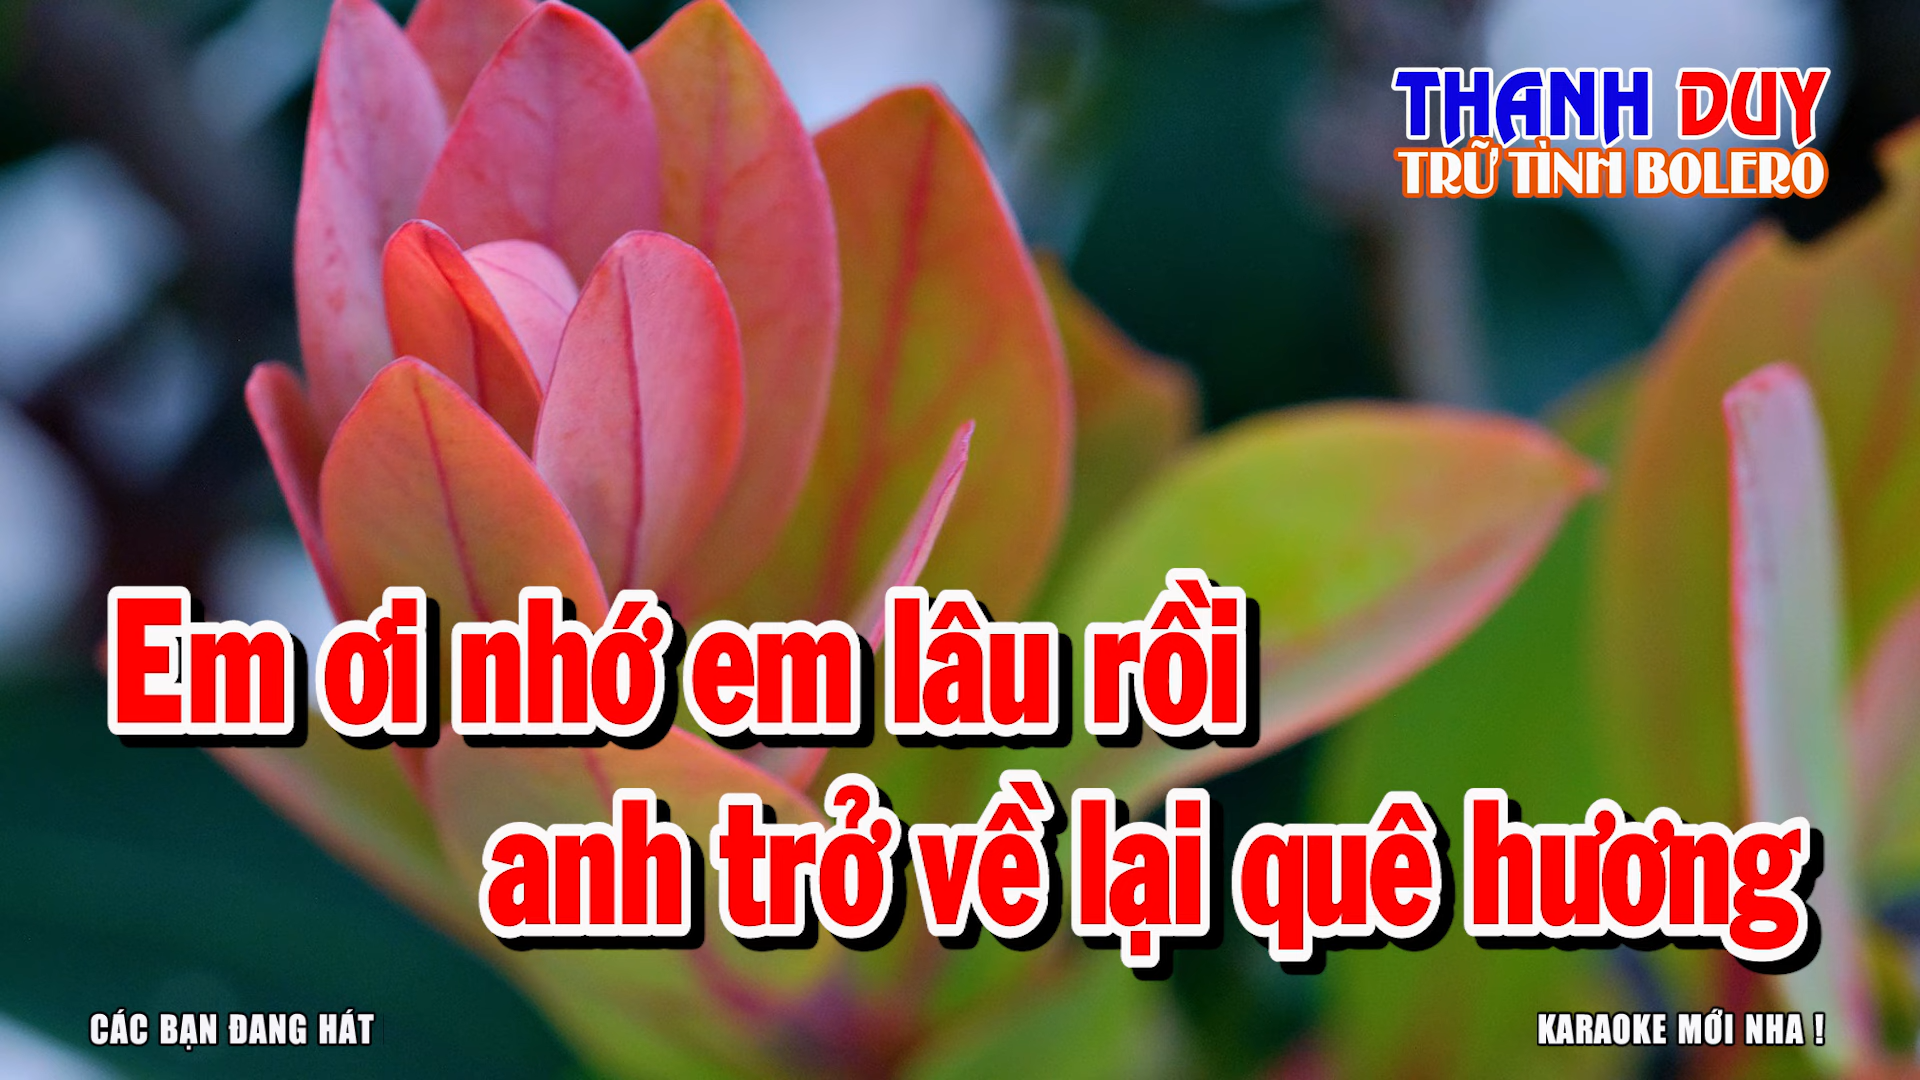 THANH DUY
TRỮ TÌNH BOLERO
Em ơi nhớ em lâu rồi
anh trở về lại quê hương
CÁC BẠN ĐANG HÁT
KARAOKE MỚI NHA !